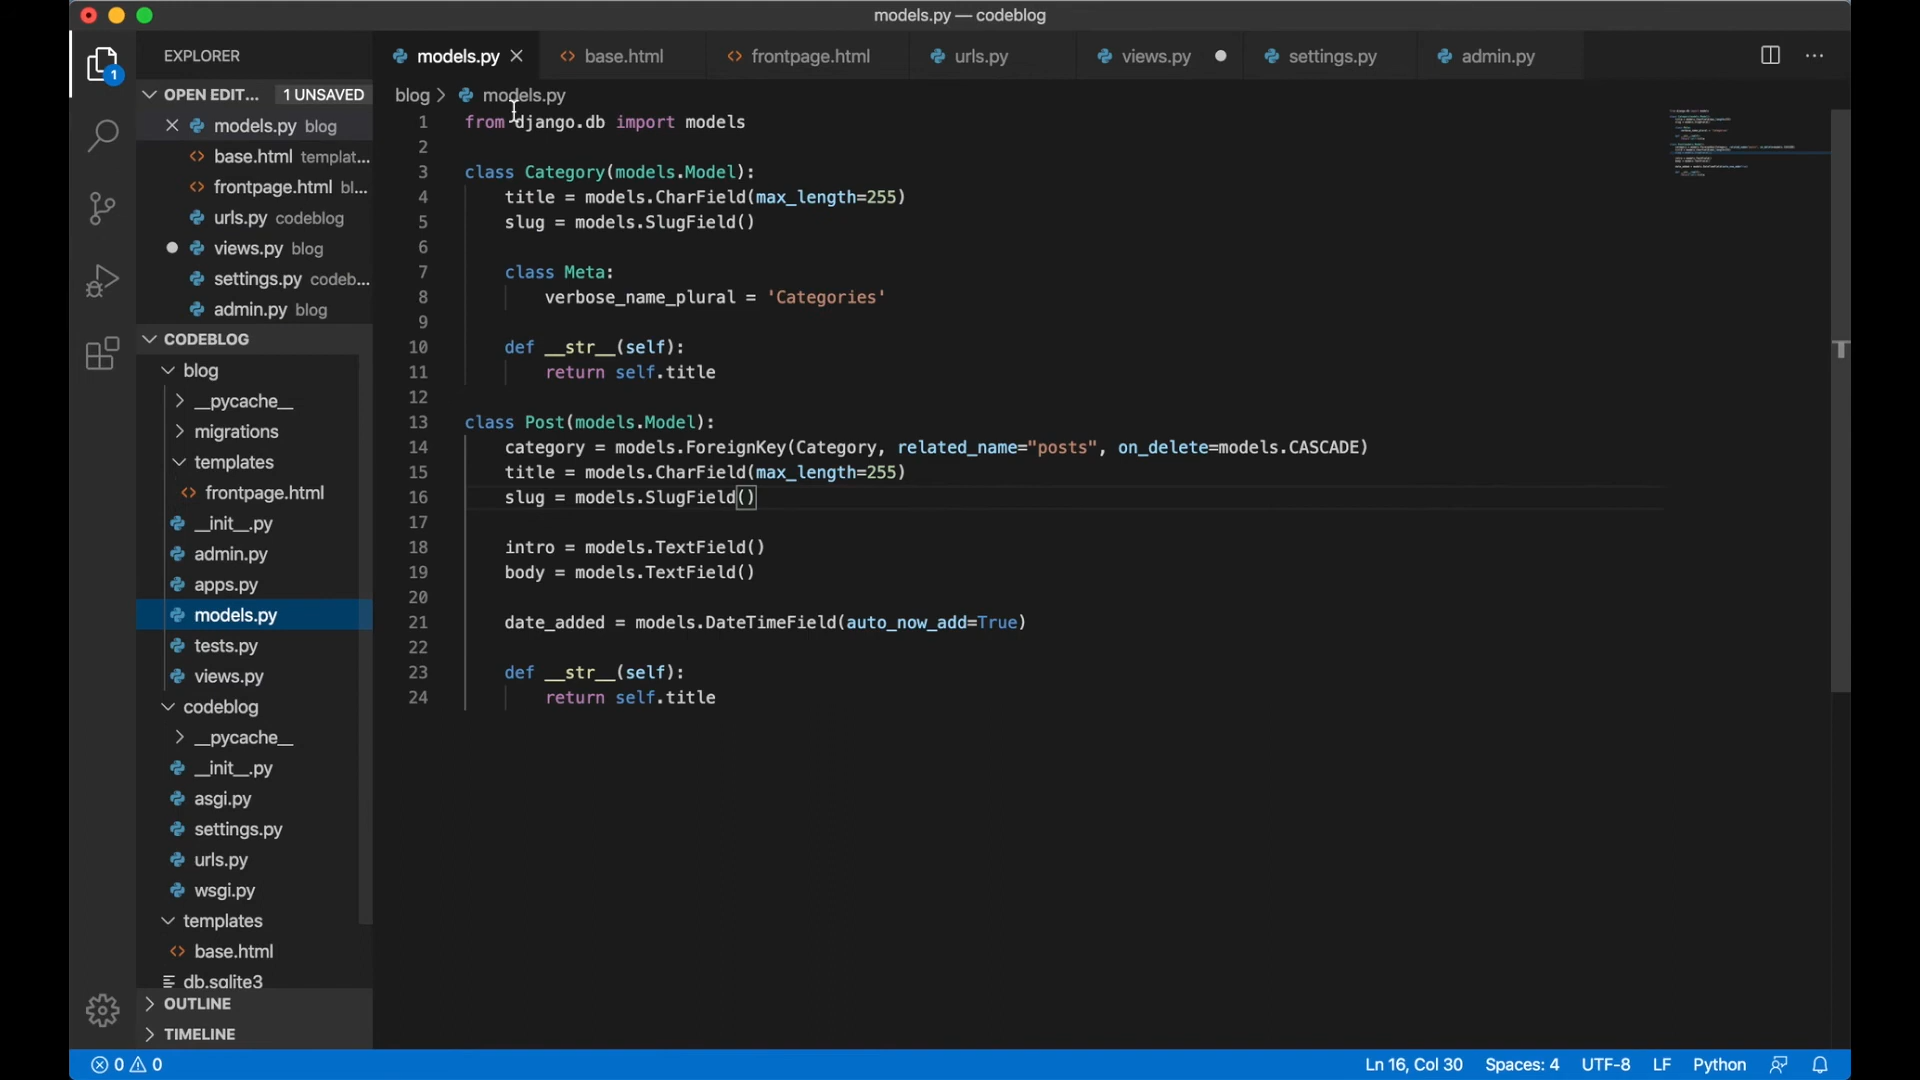 models.py — codeblog
EXPLORER
models.py
base.html
frontpage.html
urls.py
views.py
settings.py
admin.py
1
OPEN EDIT... 1 UNSAVED
models.py blog
base.html templat...
frontpage.html bl...
urls.py codeblog
views.py blog
settings.py codeb...
admin.py blog
CODEBLOG
blog
__pycache__
migrations
templates
frontpage.html
__init__.py
admin.py
apps.py
models.py
tests.py
views.py
codeblog
__pycache__
__init__.py
asgi.py
settings.py
urls.py
wsgi.py
templates
base.html
db.sqlite3
OUTLINE
TIMELINE
blog > models.py
1 from django.db import models
2
3 class Category(models.Model):
4     title = models.CharField(max_length=255)
5     slug = models.SlugField()
6
7     class Meta:
8         verbose_name_plural = 'Categories'
9
10     def __str__(self):
11         return self.title
12
13 class Post(models.Model):
14     category = models.ForeignKey(Category, related_name="posts", on_delete=models.CASCADE)
15     title = models.CharField(max_length=255)
16     slug = models.SlugField()
17
18     intro = models.TextField()
19     body = models.TextField()
20
21     date_added = models.DateTimeField(auto_now_add=True)
22
23     def __str__(self):
24         return self.title
0 0
Ln 16, Col 30 Spaces: 4 UTF-8 LF Python